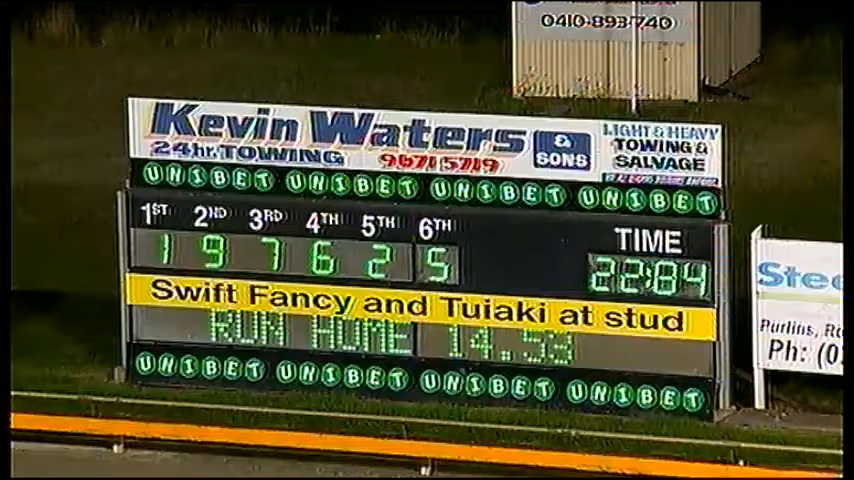 0410-893-740
Kevin Waters & SONS
24hr. TOWING 9671 5719
LIGHT & HEAVY
TOWING &
SALVAGE
UNIBET UNIBET UNIBET UNIBET
1ST 2ND 3RD 4TH 5TH 6TH TIME
1 9 7 6 2 5 22:84
Swift Fancy and Tuiaki at stud
RUN HOME 14.53
UNIBET UNIBET UNIBET UNIBET
Stee
Purlins, Ro
Ph: (0